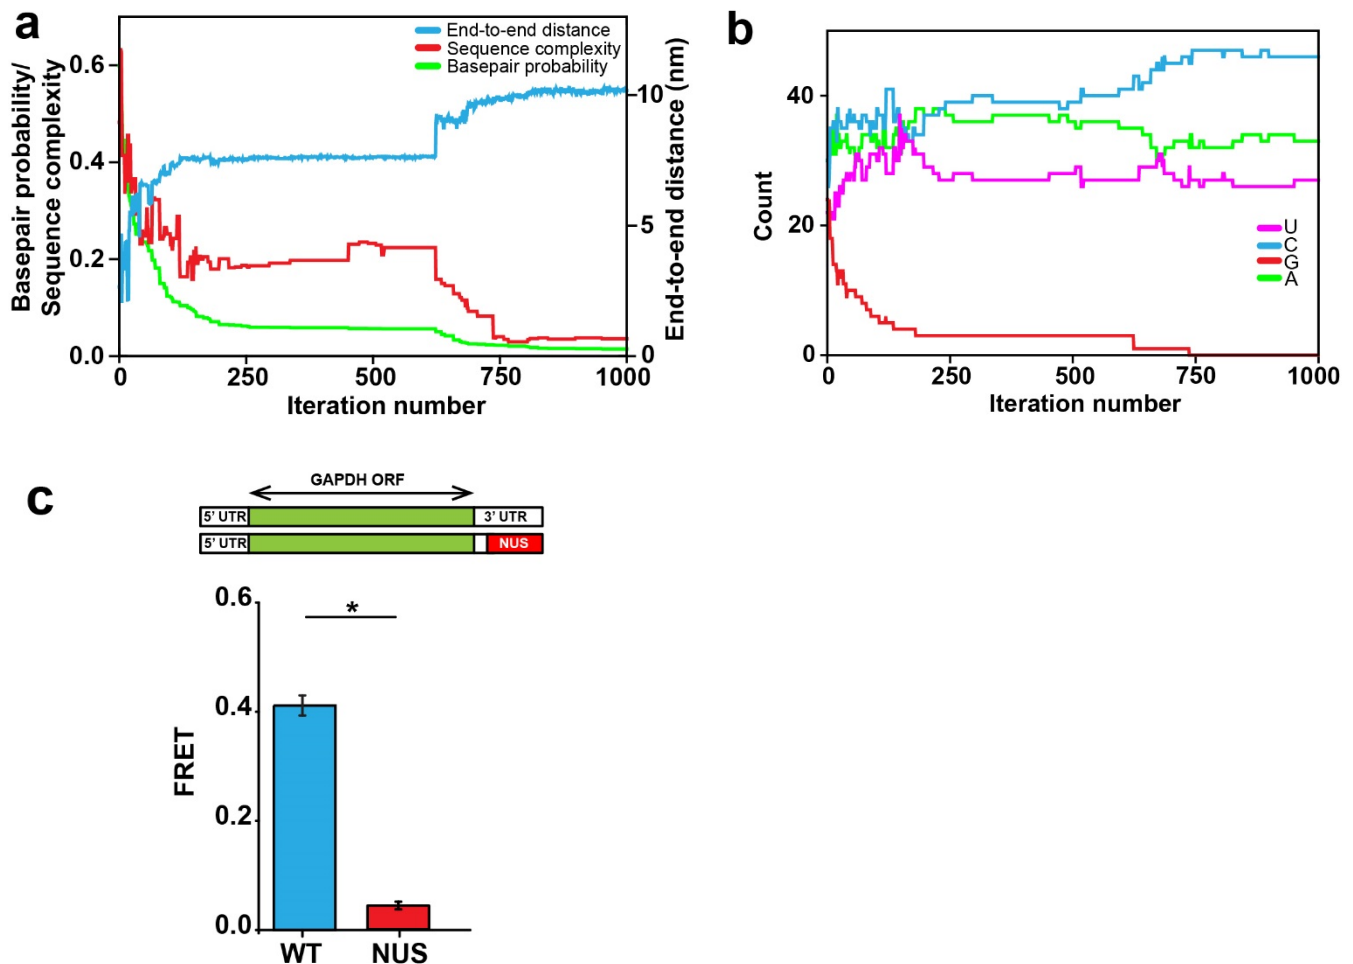 a
Basepair probability/
Sequence complexity
0.6
0.4
0.2
0.0
End-to-end distance
Sequence complexity
Basepair probability
End-to-end distance (nm)
10
5
0
0 250 500 750 1000
Iteration number
b
Count
40
20
0
U
C
G
A
0 250 500 750 1000
Iteration number
c
GAPDH ORF
5' UTR 3' UTR
5' UTR NUS
FRET
0.6
0.4
0.2
0.0
*
WT NUS